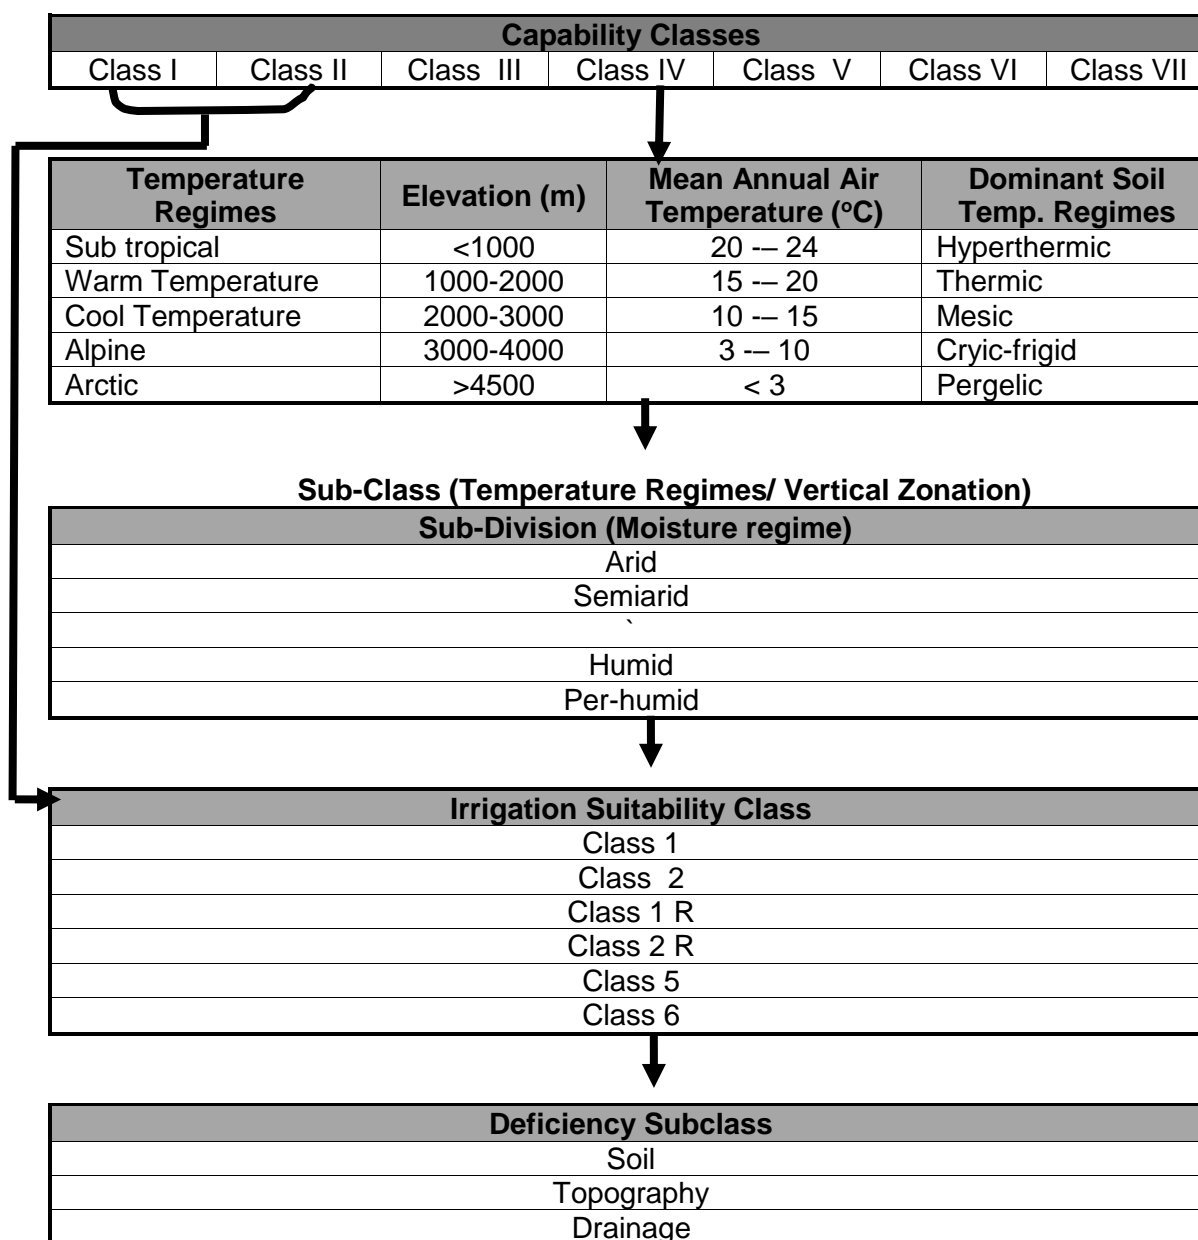 Capability Classes
Class I Class II Class III Class IV Class V Class VI Class VII
Temperature Regimes Elevation (m) Mean Annual Air Temperature (ºC) Dominant Soil Temp. Regimes
Sub tropical <1000 20 -– 24 Hyperthermic
Warm Temperature 1000-2000 15 -– 20 Thermic
Cool Temperature 2000-3000 10 -– 15 Mesic
Alpine 3000-4000 3 -– 10 Cryic-frigid
Arctic >4500 < 3 Pergelic
Sub-Class (Temperature Regimes/ Vertical Zonation)
Sub-Division (Moisture regime)
Arid
Semiarid
`
Humid
Per-humid
Irrigation Suitability Class
Class 1
Class 2
Class 1 R
Class 2 R
Class 5
Class 6
Deficiency Subclass
Soil
Topography
Drainage